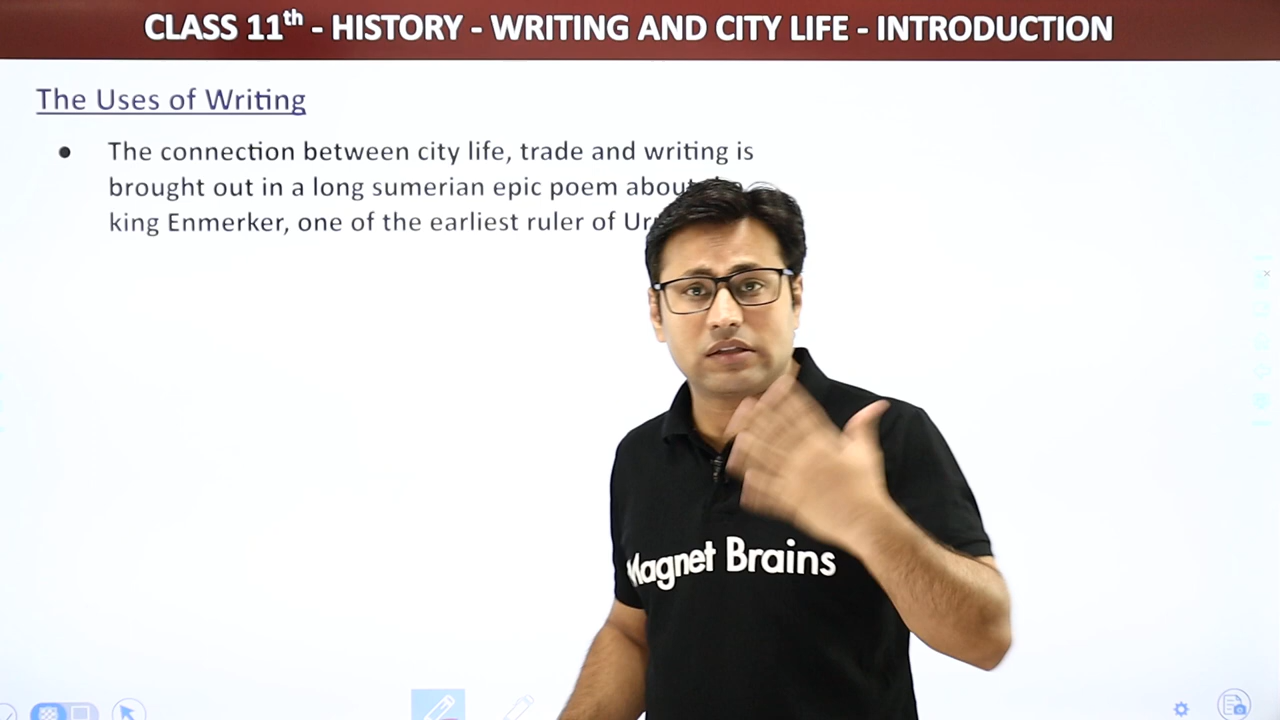 CLASS 11th - HISTORY - WRITING AND CITY LIFE - INTRODUCTION
The Uses of Writing
• The connection between city life, trade and writing is
brought out in a long sumerian epic poem about
king Enmerker, one of the earliest ruler of
Magnet Brains